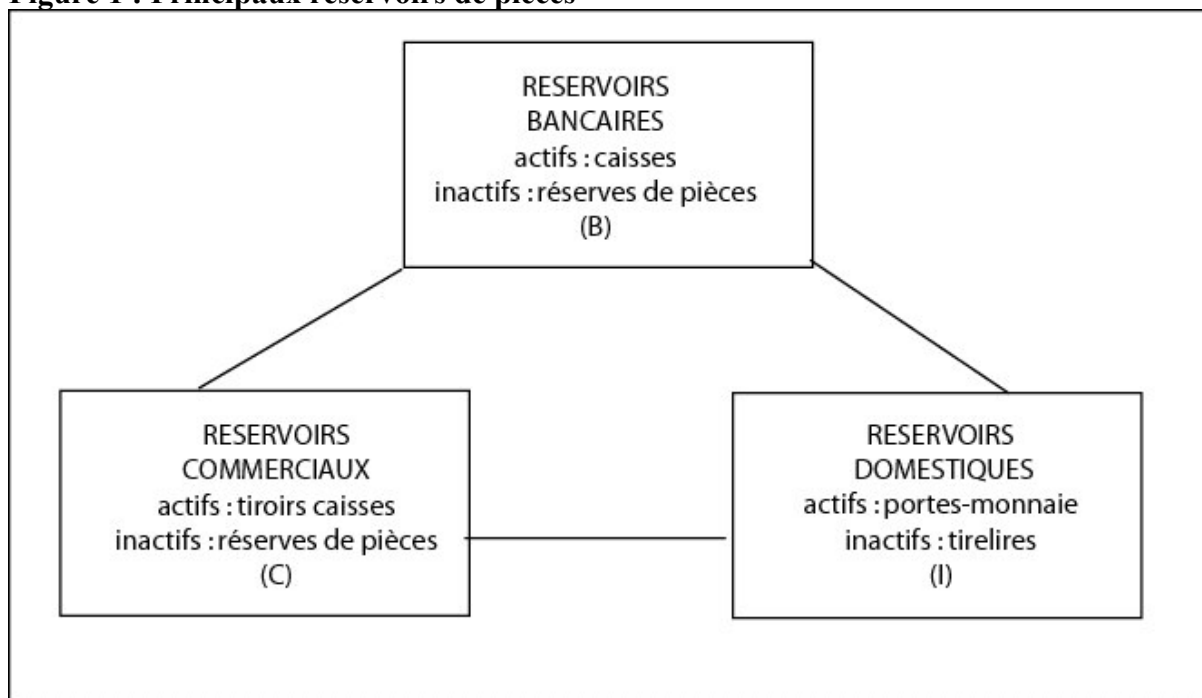 Figure 1 : Principaux réservoirs de pièces
RESERVOIRS
BANCAIRES
actifs : caisses
inactifs : réserves de pièces
(B)
RESERVOIRS
COMMERCIAUX
actifs : tiroirs caisses
inactifs : réserves de pièces
(C)
RESERVOIRS
DOMESTIQUES
actifs : portes-monnaie
inactifs : tirelires
(I)